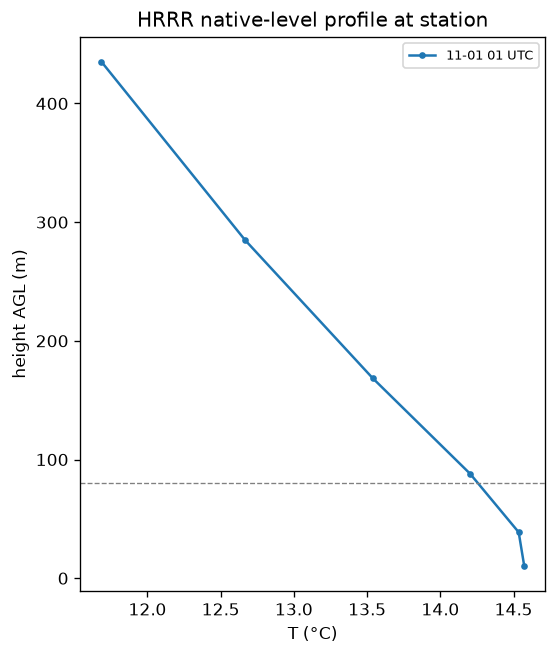 HRRR native-level profile at station
11-01 01 UTC
height AGL (m)
400
300
200
100
0
12.0 12.5 13.0 13.5 14.0 14.5
T (°C)